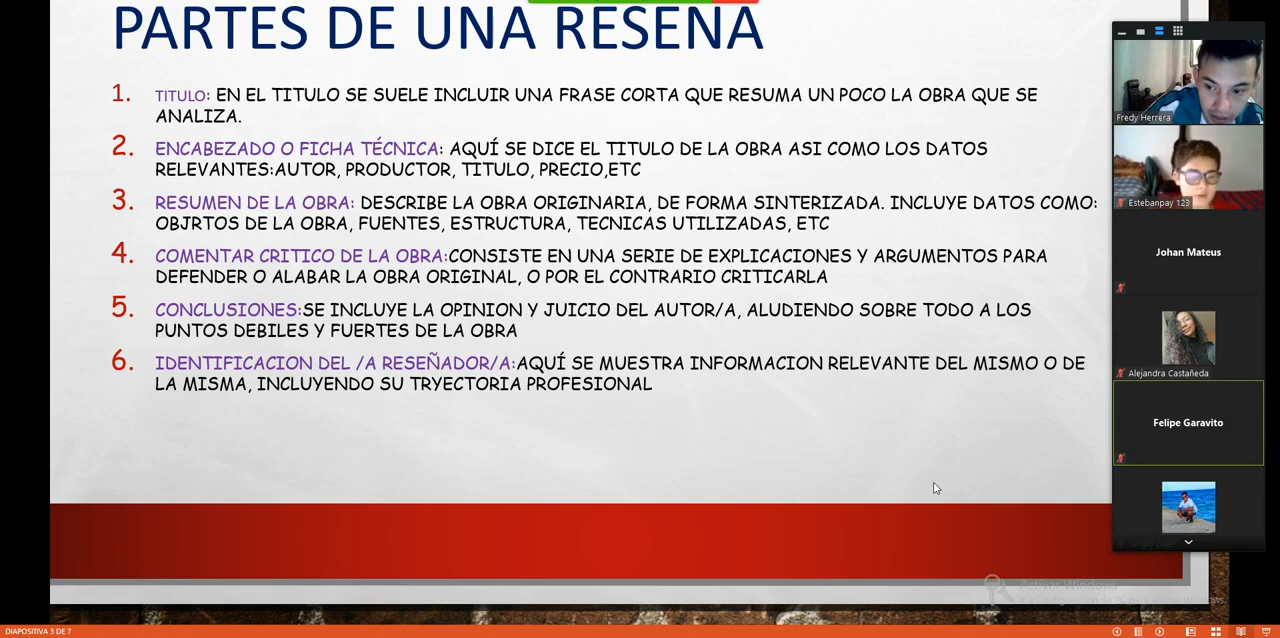 PARTES DE UNA RESEÑA
1. TITULO: EN EL TITULO SE SUELE INCLUIR UNA FRASE CORTA QUE RESUMA UN POCO LA OBRA QUE SE
ANALIZA.
2. ENCABEZADO O FICHA TÉCNICA: AQUÍ SE DICE EL TITULO DE LA OBRA ASI COMO LOS DATOS
RELEVANTES:AUTOR, PRODUCTOR, TITULO, PRECIO,ETC
3. RESUMEN DE LA OBRA: DESCRIBE LA OBRA ORIGINARIA, DE FORMA SINTERIZADA. INCLUYE DATOS COMO:
OBJRTOS DE LA OBRA, FUENTES, ESTRUCTURA, TECNICAS UTILIZADAS, ETC
4. COMENTAR CRITICO DE LA OBRA:CONSISTE EN UNA SERIE DE EXPLICACIONES Y ARGUMENTOS PARA
DEFENDER O ALABAR LA OBRA ORIGINAL, O POR EL CONTRARIO CRITICARLA
5. CONCLUSIONES:SE INCLUYE LA OPINION Y JUICIO DEL AUTOR/A, ALUDIENDO SOBRE TODO A LOS
PUNTOS DEBILES Y FUERTES DE LA OBRA
6. IDENTIFICACION DEL /A RESEÑADOR/A:AQUÍ SE MUESTRA INFORMACION RELEVANTE DEL MISMO O DE
LA MISMA, INCLUYENDO SU TRYECTORIA PROFESIONAL
Fredy Herrera
Estebanpay 123
Johan Mateus
Alejandra Castañeda
Felipe Garavito
Activar Windows
DIAPOSITIVA 3 DE 7